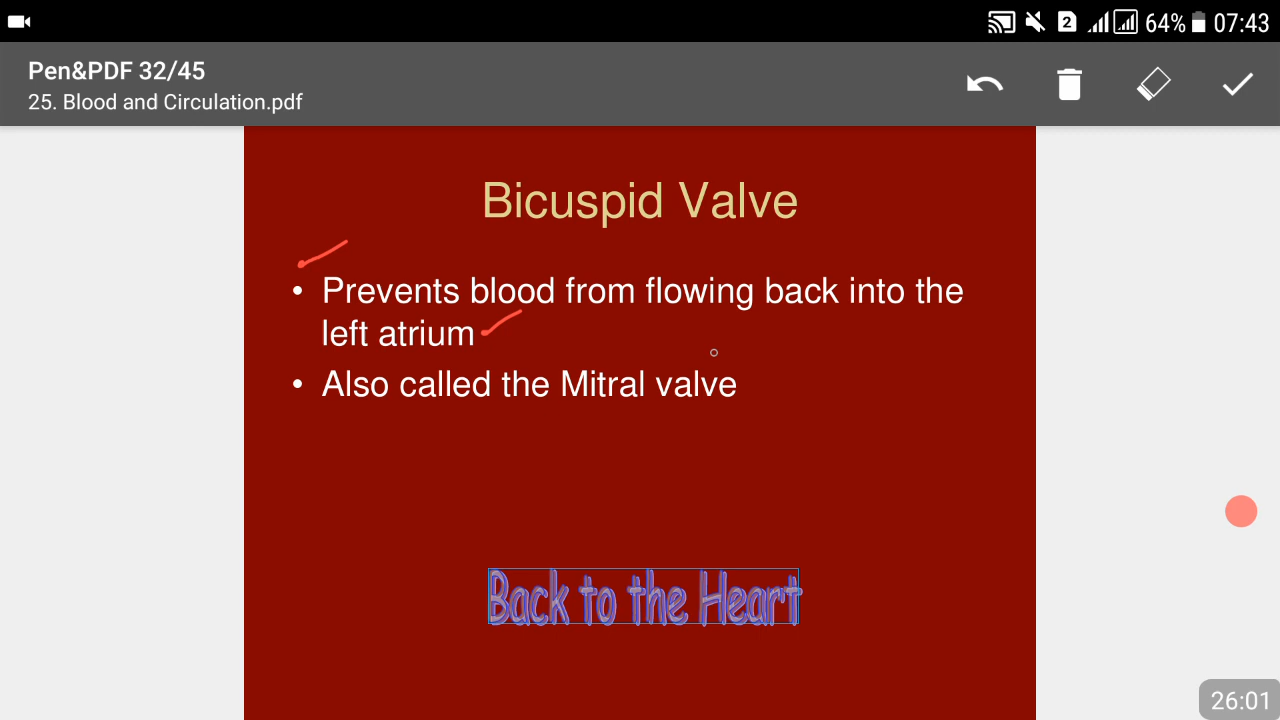 2 64% 07:43
Pen&PDF 32/45
25. Blood and Circulation.pdf
Bicuspid Valve
• Prevents blood from flowing back into the
left atrium
• Also called the Mitral valve
Back to the Heart
26:01